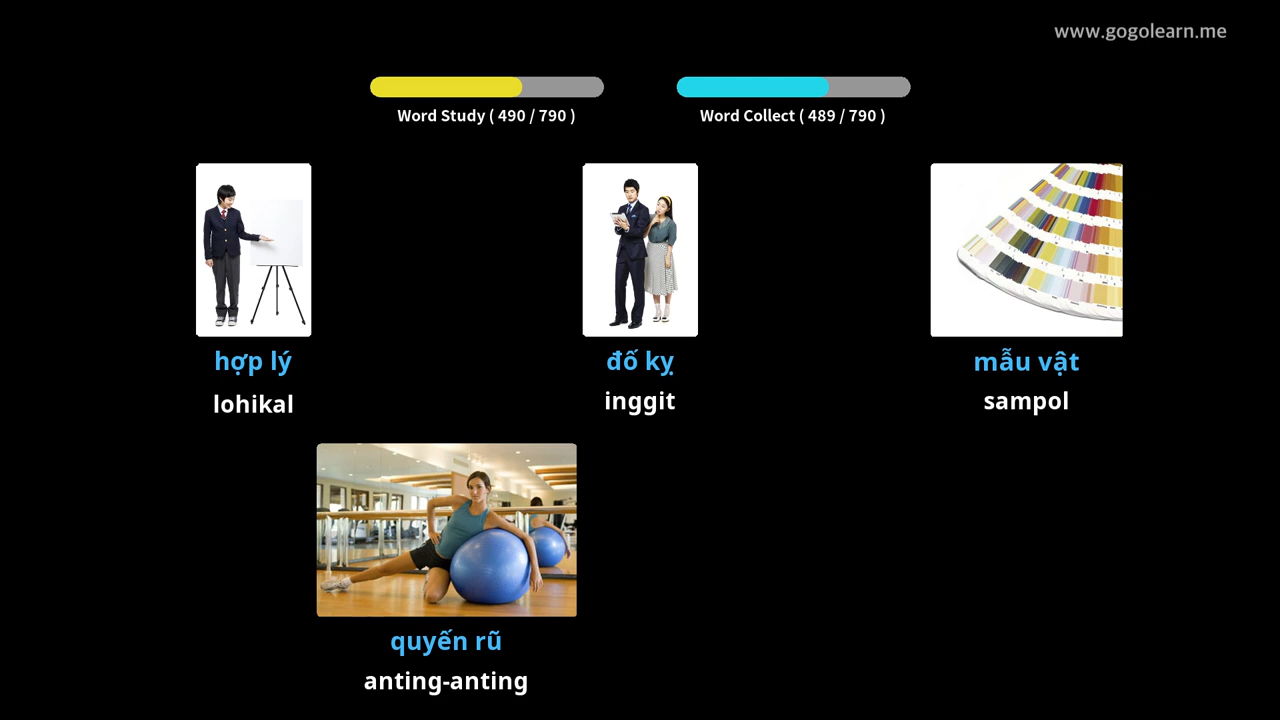 www.gogolearn.me
Word Study ( 490 / 790 )
Word Collect ( 489 / 790 )
hợp lý
lohikal
đố kỵ
inggit
mẫu vật
sampol
quyến rũ
anting-anting